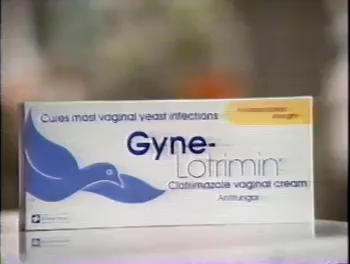 Cures most vaginal yeast infections
Gyne-
Lotrimin®
Clotrimazole vaginal cream
Antifungal